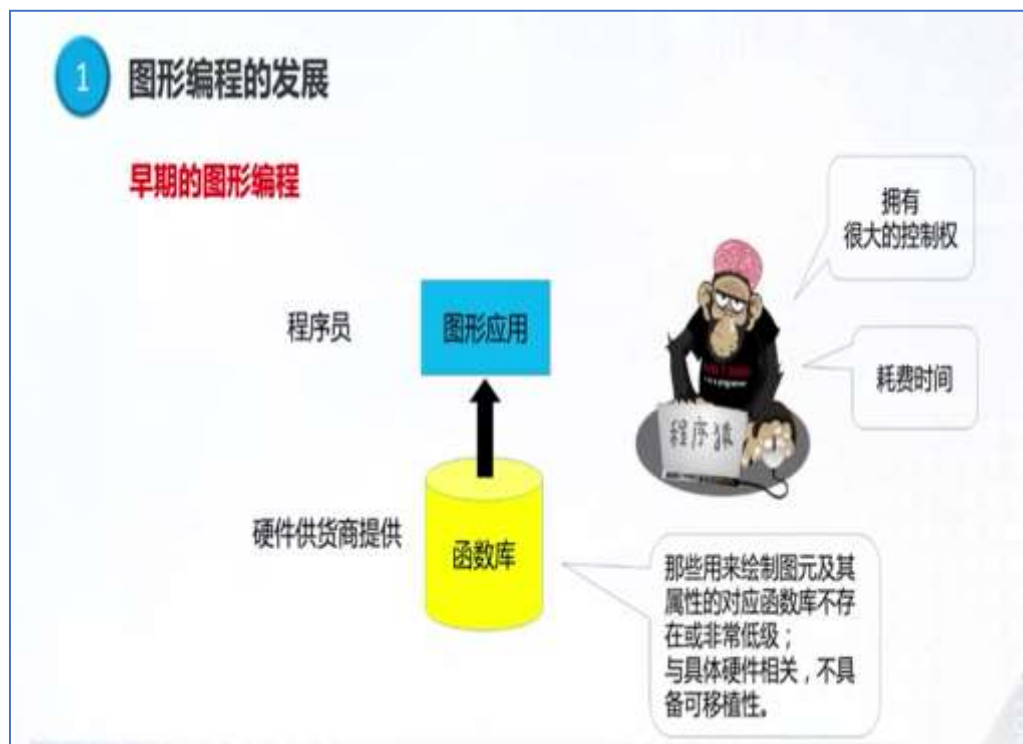 1
图形编程的发展
早期的图形编程
拥有
很大的控制权
程序员
图形应用
耗费时间
程序猿
硬件供货商提供
函数库
那些用来绘制图元及其
属性的对应函数库不存
在或非常低级；
与具体硬件相关，不具
备可移植性。